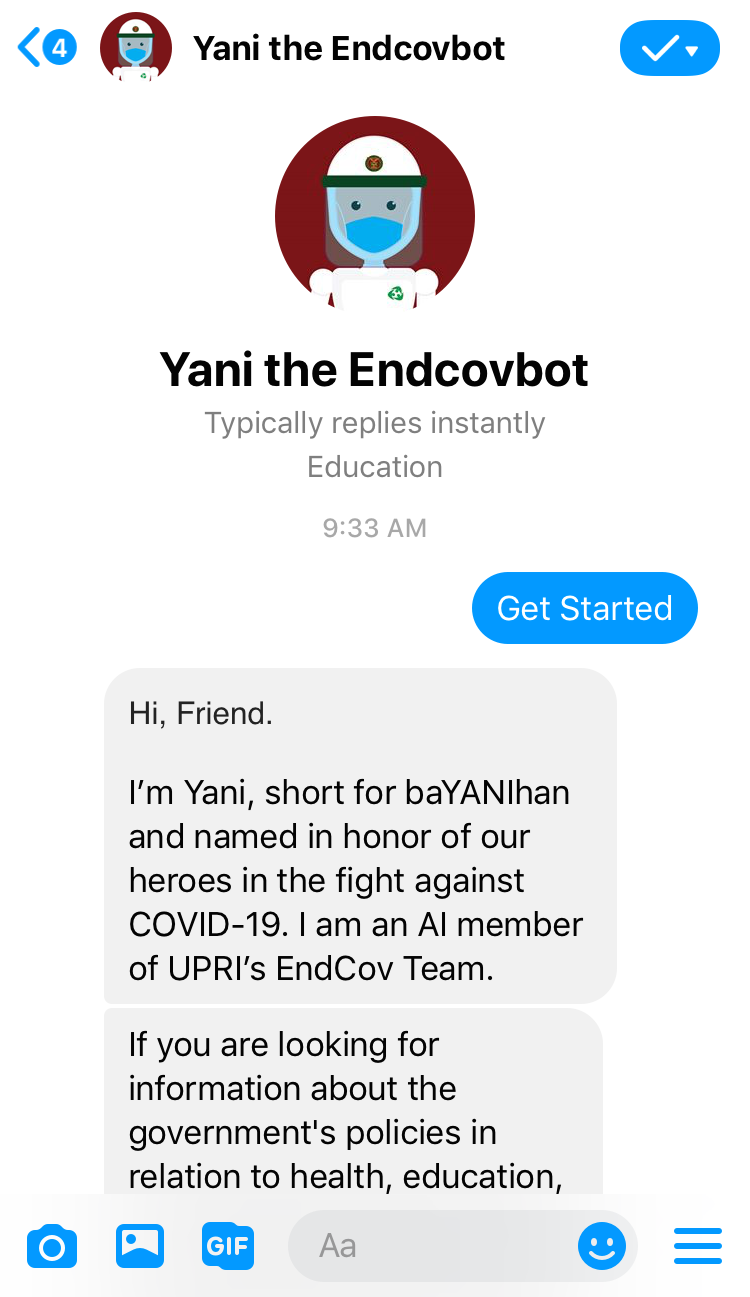 4
Yani the Endcovbot
Yani the Endcovbot
Typically replies instantly
Education
9:33 AM
Get Started
Hi, Friend.
I’m Yani, short for baYANIhan
and named in honor of our
heroes in the fight against
COVID-19. I am an AI member
of UPRI’s EndCov Team.
If you are looking for
information about the
government's policies in
relation to health, education,
GIF
Aa